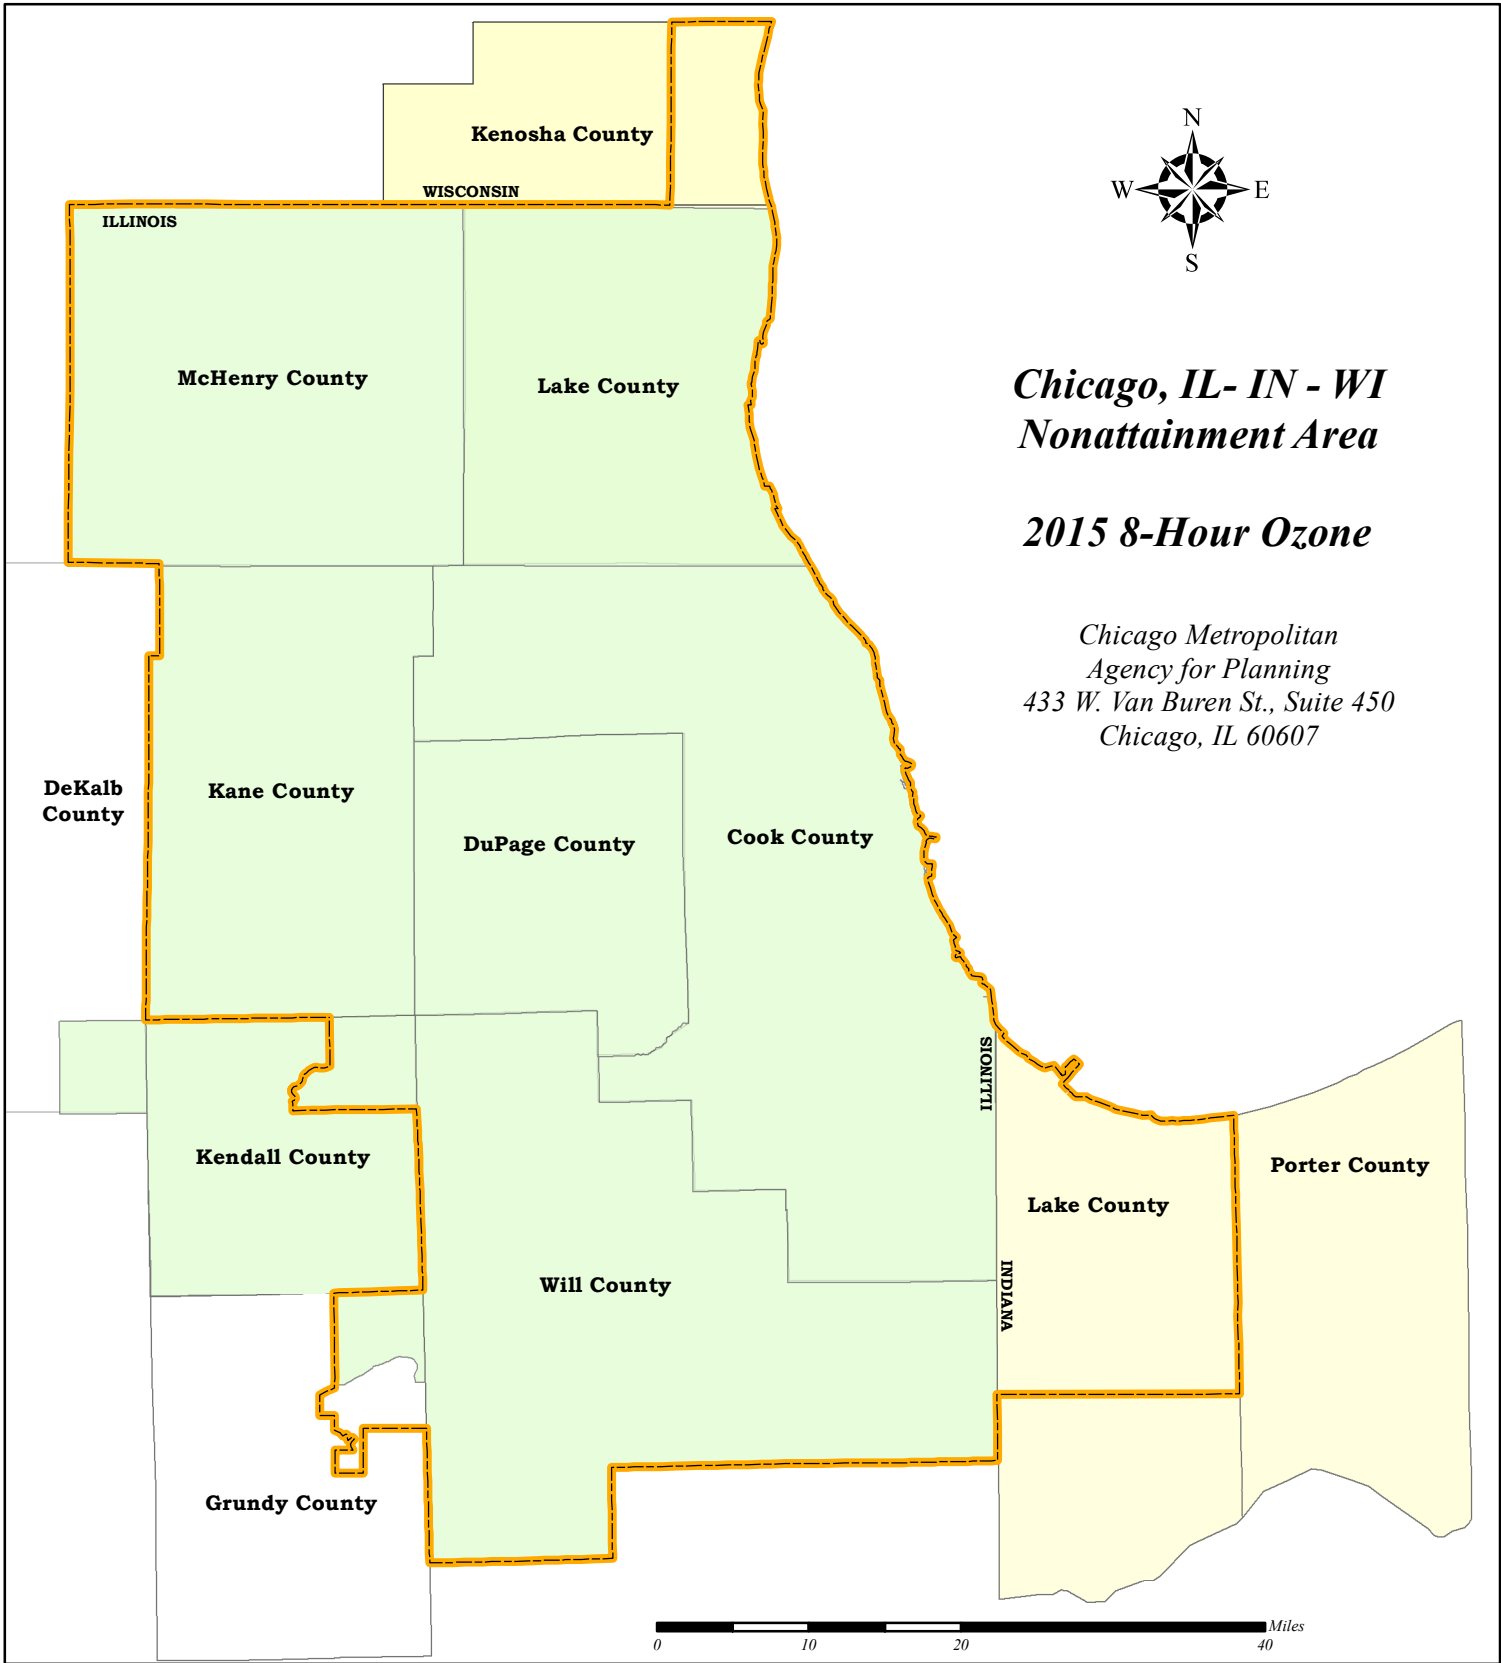 Kenosha County
WISCONSIN
ILLINOIS
N
W
E
S
McHenry County
Lake County
Chicago, IL- IN - WI
Nonattainment Area
2015 8-Hour Ozone
Chicago Metropolitan
Agency for Planning
433 W. Van Buren St., Suite 450
Chicago, IL 60607
DeKalb
County
Kane County
DuPage County
Cook County
ILLINOIS
Kendall County
Porter County
Lake County
INDIANA
Will County
Grundy County
Miles
0
10
20
40